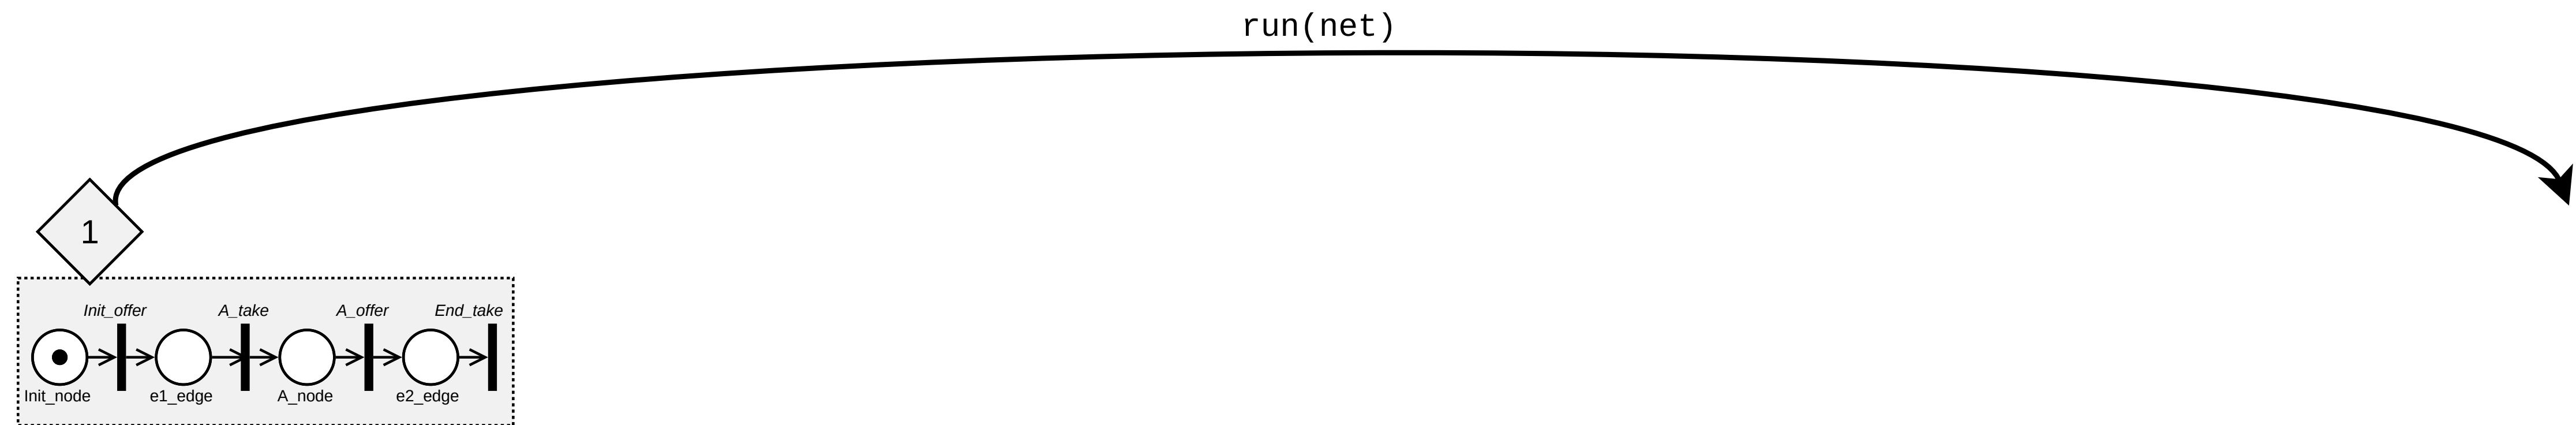 run(net)
1
Init_offer A_take A_offer End_take
Init_node e1_edge A_node e2_edge